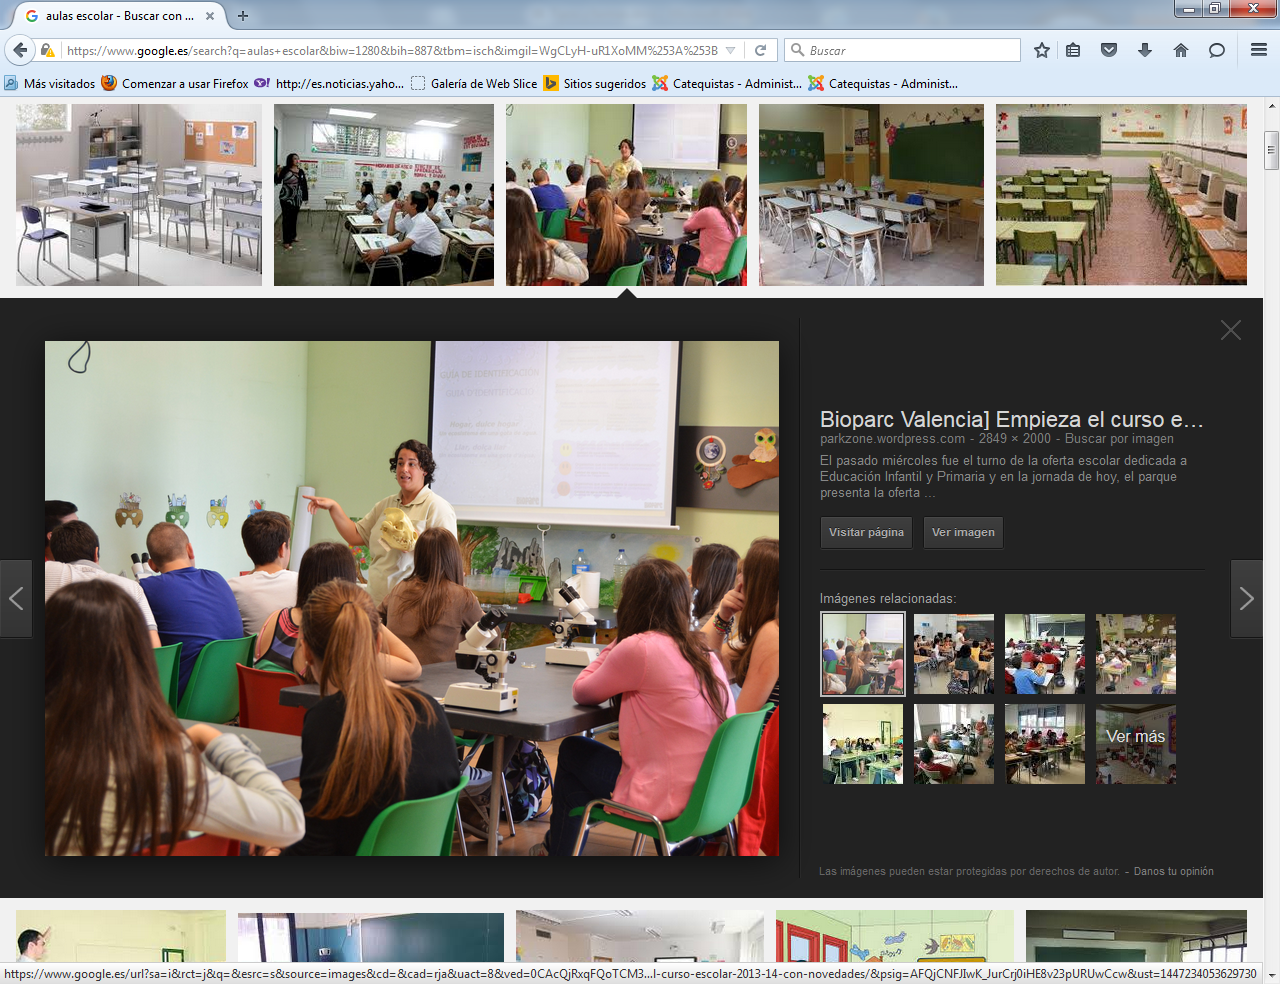 aulas escolar - Buscar con ...
https://www.google.es/search?q=aulas+escolar&biw=1280&bih=887&tbm=isch&imgil=WgCLyH-uR1XoMM%253A%253B
Buscar
Más visitados
Comenzar a usar Firefox
http://es.noticias.yaho...
Galería de Web Slice
Sitios sugeridos
Catequistas - Administ...
Catequistas - Administ...
GUIA DE IDENTIFICACIÓN
Bioparc Valencia] Empieza el curso e...
parkzone.wordpress.com - 2849 × 2000 - Buscar por imagen
El pasado miércoles fue el turno de la oferta escolar dedicada a
Educación Infantil y Primaria y en la jornada de hoy, el parque
presenta la oferta ...
Visitar página
Ver imagen
Imágenes relacionadas:
Ver más
Las imágenes pueden estar protegidas por derechos de autor. - Danos tu opinión
https://www.google.es/url?sa=i&rct=j&q=&esrc=s&source=images&cd=&cad=rja&uact=8&ved=0CAcQjRxqFQoTCM3...l-curso-escolar-2013-14-con-novedades/&psig=AFQjCNFJIwK_JurCrj0iHE8v23pURUwCcw&ust=1447234053629730